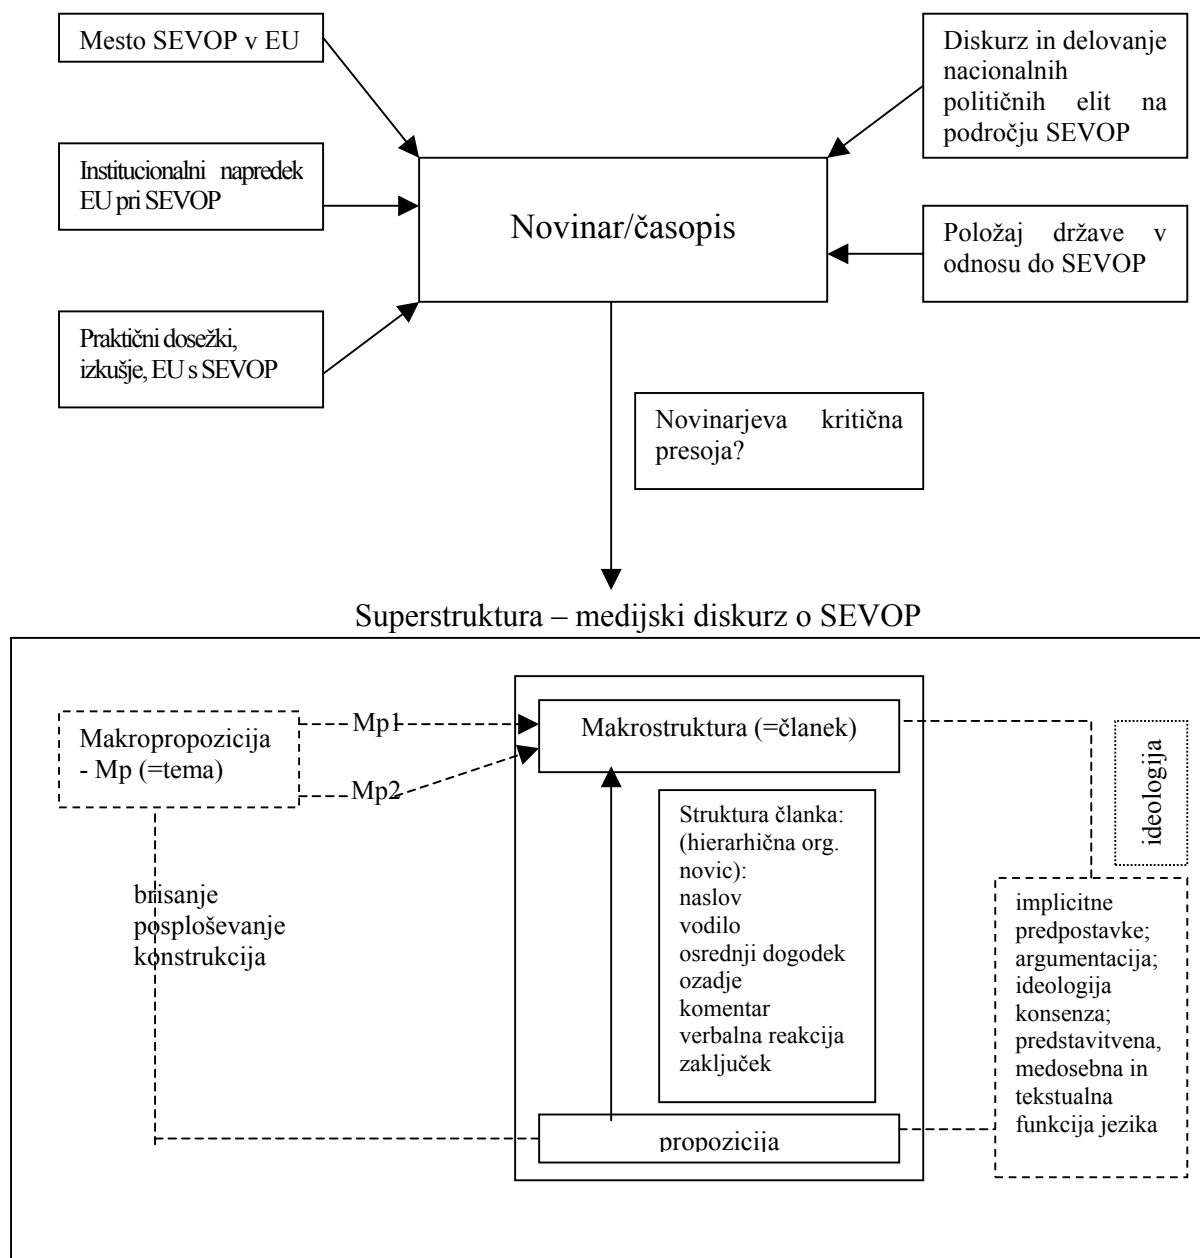 Mesto SEVOP v EU
Diskurz in delovanje
nacionalnih
političnih elit na
področju SEVOP
Institucionalni napredek
EU pri SEVOP
Novinar/časopis
Položaj države v
odnosu do SEVOP
Praktični dosežki,
izkušje, EU s SEVOP
Novinarjeva kritična
presoja?
Superstruktura – medijski diskurz o SEVOP
Makropropozicija
- Mp (=tema)
Mp1
Mp2
Makrostruktura (=članek)
ideologija
Struktura članka:
(hierarhična org.
novic):
naslov
vodilo
osrednji dogodek
ozadje
komentar
verbalna reakcija
zaključek
brisanje
posploševanje
konstrukcija
implicitne
predpostavke;
argumentacija;
ideologija
konsenza;
predstavitvena,
medosebna in
tekstualna
funkcija jezika
propozicija